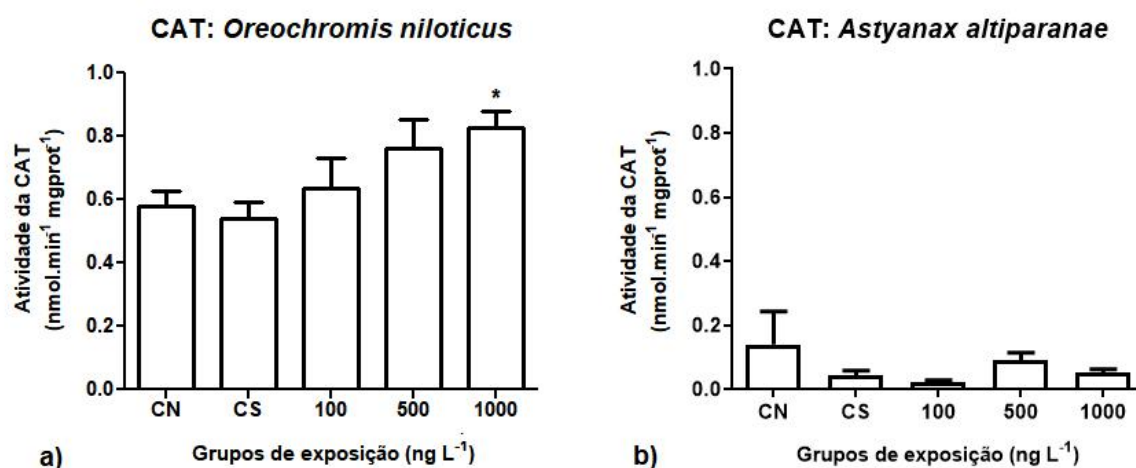 CAT: Oreochromis niloticus
Atividade da CAT
(nmol.min⁻¹ mgprot⁻¹)
1.0
0.8
0.6
0.4
0.2
0.0
*
CN CS 100 500 1000
a) Grupos de exposição (ng L⁻¹)
CAT: Astyanax altiparanae
Atividade da CAT
(nmol.min⁻¹ mgprot⁻¹)
1.0
0.8
0.6
0.4
0.2
0.0
CN CS 100 500 1000
b) Grupos de exposição (ng L⁻¹)